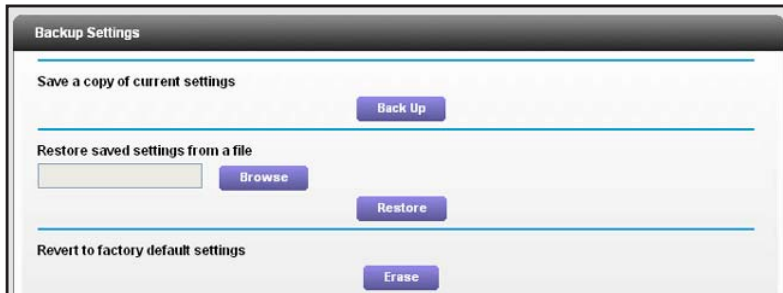 Backup Settings
Save a copy of current settings
Back Up
Restore saved settings from a file
Browse
Restore
Revert to factory default settings
Erase